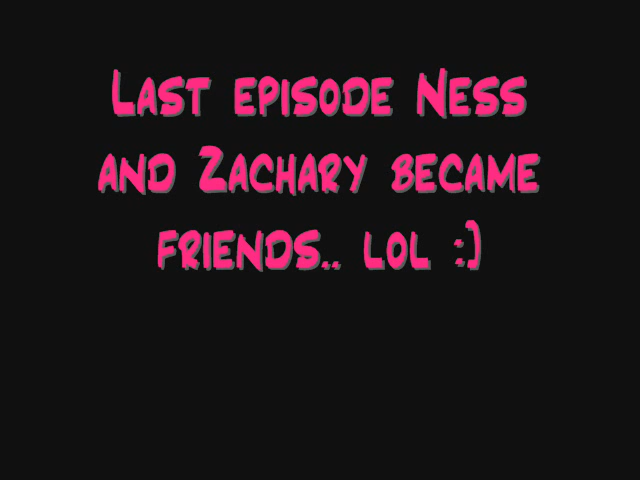 Last episode Ness
and Zachary became
friends.. lol :)